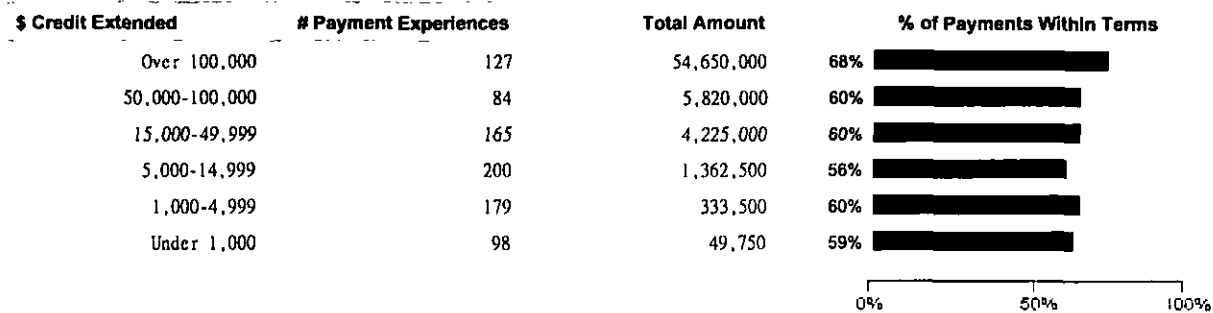 $ Credit Extended # Payment Experiences Total Amount % of Payments Within Terms
Over 100,000 127 54,650,000 68%
50,000-100,000 84 5,820,000 60%
15,000-49,999 165 4,225,000 60%
5,000-14,999 200 1,362,500 56%
1,000-4,999 179 333,500 60%
Under 1,000 98 49,750 59%
0% 50% 100%